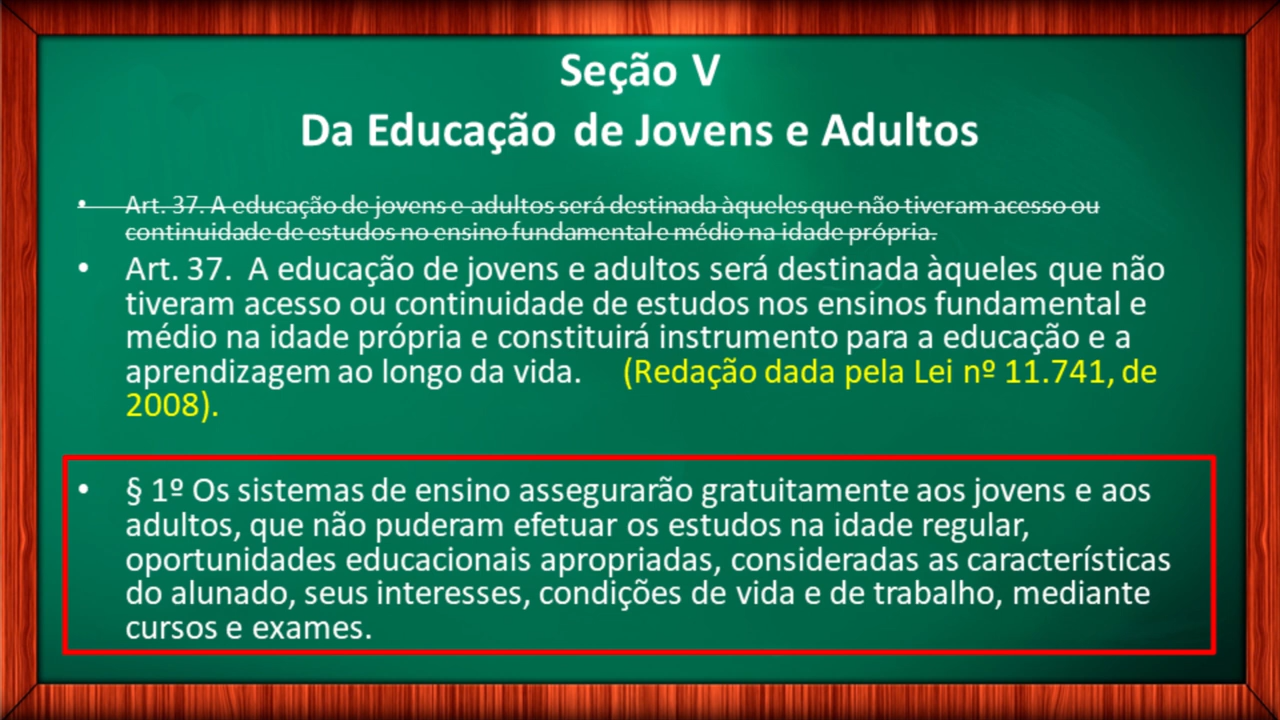 Seção V
Da Educação de Jovens e Adultos
• Art. 37. A educação de jovens e adultos será destinada àqueles que não tiveram acesso ou
continuidade de estudos no ensino fundamental e médio na idade própria.
• Art. 37. A educação de jovens e adultos será destinada àqueles que não
tiveram acesso ou continuidade de estudos nos ensinos fundamental e
médio na idade própria e constituirá instrumento para a educação e a
aprendizagem ao longo da vida. (Redação dada pela Lei nº 11.741, de
2008).
• § 1º Os sistemas de ensino assegurarão gratuitamente aos jovens e aos
adultos, que não puderam efetuar os estudos na idade regular,
oportunidades educacionais apropriadas, consideradas as características
do alunado, seus interesses, condições de vida e de trabalho, mediante
cursos e exames.